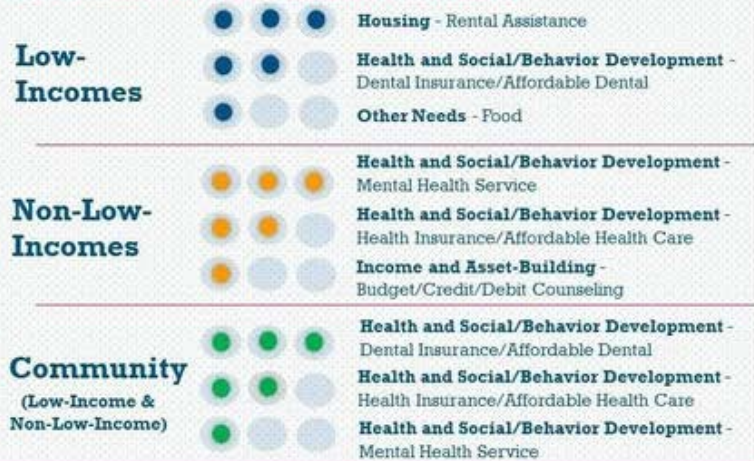 Low-
Incomes
Housing - Rental Assistance
Health and Social/Behavior Development -
Dental Insurance/Affordable Dental
Other Needs - Food
Non-Low-
Incomes
Health and Social/Behavior Development -
Mental Health Service
Health and Social/Behavior Development -
Health Insurance/Affordable Health Care
Income and Asset-Building -
Budget/Credit/Debit Counseling
Community
(Low-Income &
Non-Low-Income)
Health and Social/Behavior Development -
Dental Insurance/Affordable Dental
Health and Social/Behavior Development -
Health Insurance/Affordable Health Care
Health and Social/Behavior Development -
Mental Health Service